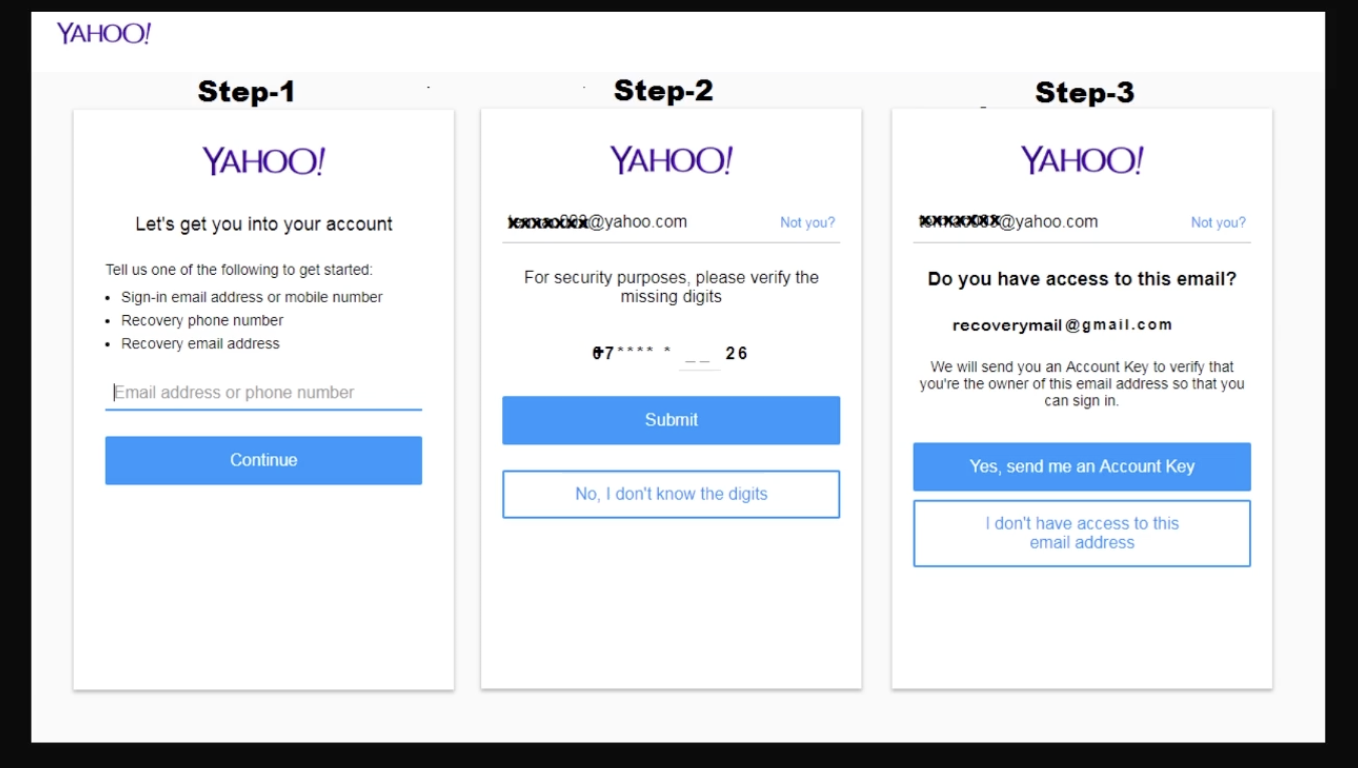 YAHOO!
Step-1
YAHOO!
Let's get you into your account
Tell us one of the following to get started:
• Sign-in email address or mobile number
• Recovery phone number
• Recovery email address
Email address or phone number
Continue
Step-2
YAHOO!
@yahoo.com Not you?
For security purposes, please verify the
missing digits
07**** * _ _ 26
Submit
No, I don't know the digits
Step-3
YAHOO!
@yahoo.com Not you?
Do you have access to this email?
recoverymail@gmail.com
We will send you an Account Key to verify that
you're the owner of this email address so that you
can sign in.
Yes, send me an Account Key
I don't have access to this
email address